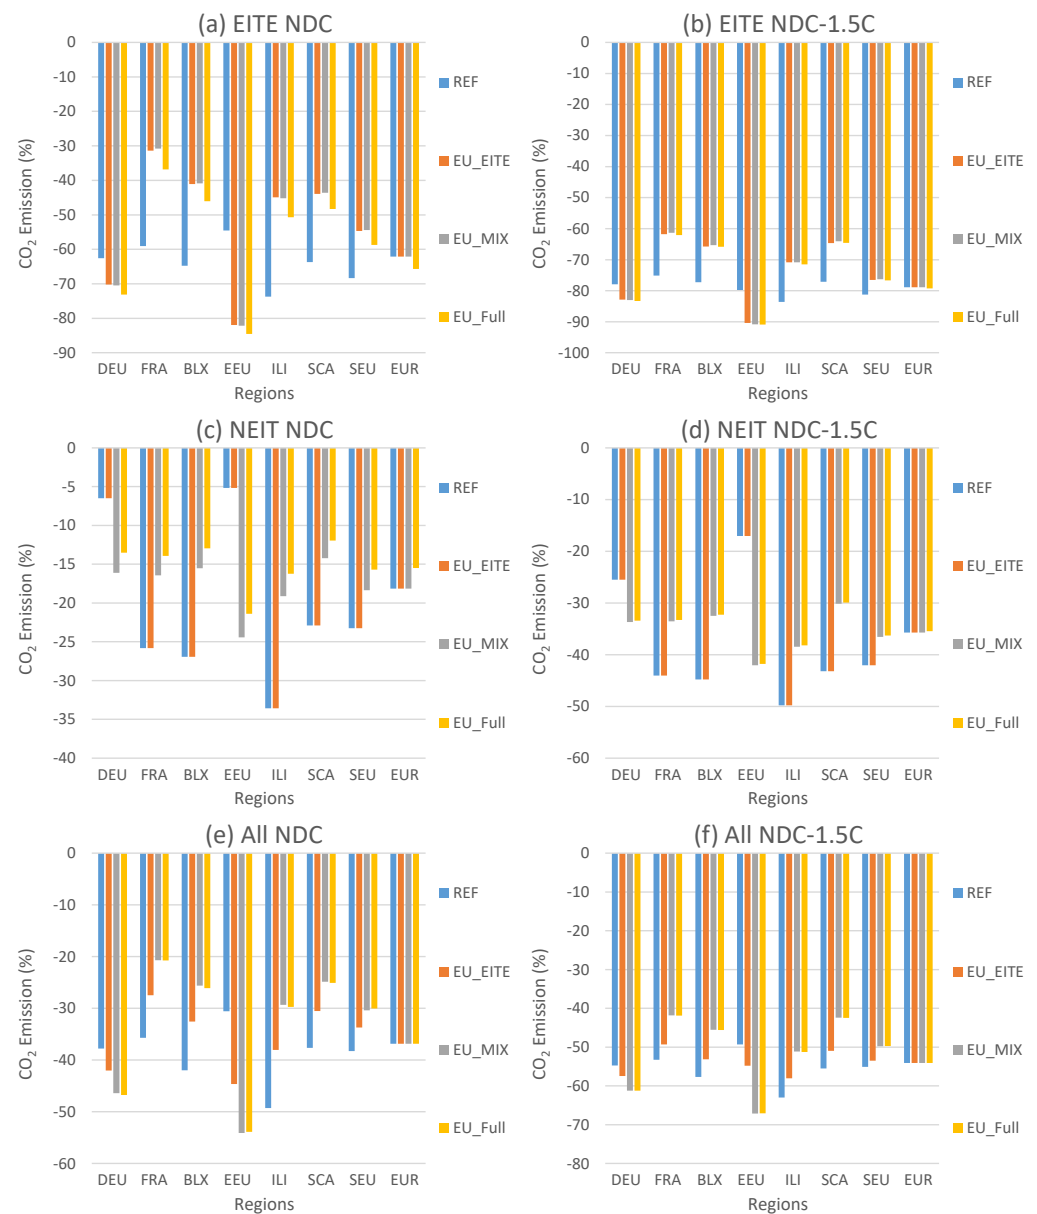 (a) EITE NDC
0
-10
-20
-30
-40
-50
-60
-70
-80
-90
CO2 Emission (%)
DEU FRA BLX EEU ILI SCA SEU EUR
Regions
REF
EU_EITE
EU_MIX
EU_Full
(b) EITE NDC-1.5C
0
-10
-20
-30
-40
-50
-60
-70
-80
-90
-100
CO2 Emission (%)
DEU FRA BLX EEU ILI SCA SEU EUR
Regions
REF
EU_EITE
EU_MIX
EU_Full
(c) NEIT NDC
0
-5
-10
-15
-20
-25
-30
-35
-40
CO2 Emission (%)
DEU FRA BLX EEU ILI SCA SEU EUR
Regions
REF
EU_EITE
EU_MIX
EU_Full
(d) NEIT NDC-1.5C
0
-10
-20
-30
-40
-50
-60
CO2 Emission (%)
DEU FRA BLX EEU ILI SCA SEU EUR
Regions
REF
EU_EITE
EU_MIX
EU_Full
(e) All NDC
0
-10
-20
-30
-40
-50
-60
CO2 Emission (%)
DEU FRA BLX EEU ILI SCA SEU EUR
Regions
REF
EU_EITE
EU_MIX
EU_Full
(f) All NDC-1.5C
0
-10
-20
-30
-40
-50
-60
-70
-80
CO2 Emission (%)
DEU FRA BLX EEU ILI SCA SEU EUR
Regions
REF
EU_EITE
EU_MIX
EU_Full